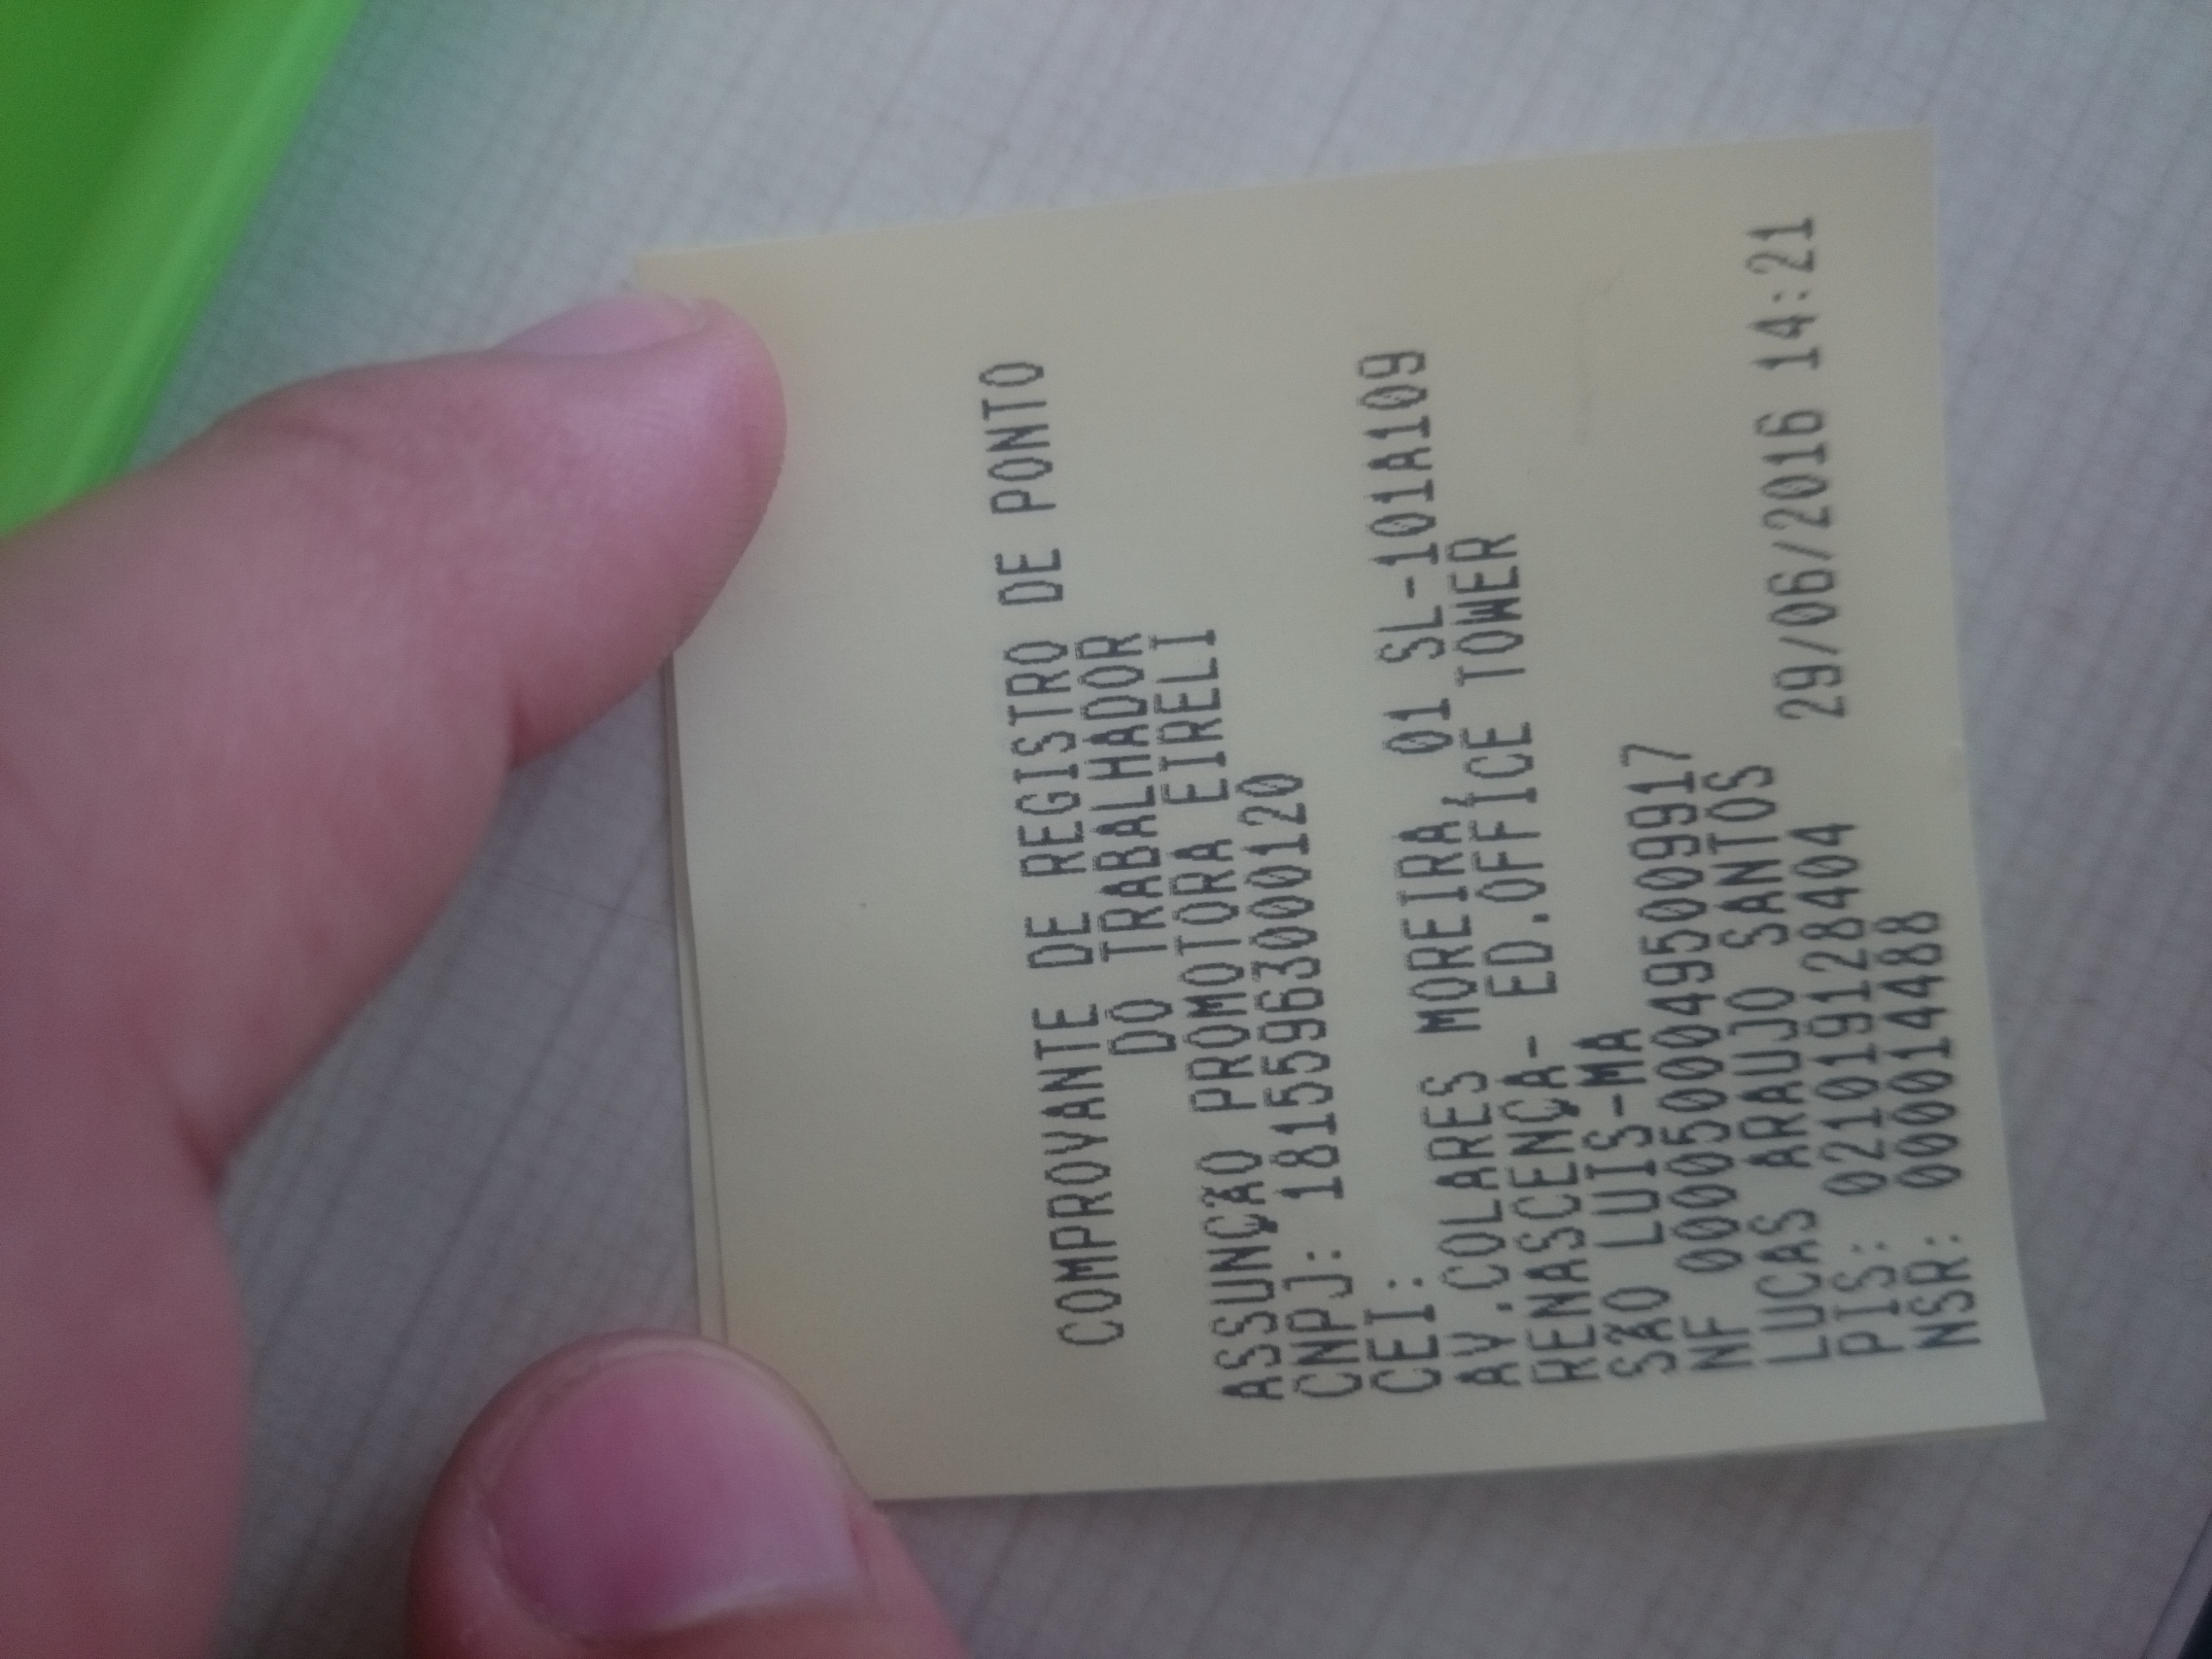 COMPROVANTE DE REGISTRO DE PONTO
DO TRABALHADOR
ASSUNÇÃO PROMOTORA EIRELI
CNPJ: 18155963000120
CEI:
AV.COLARES MOREIRA, 01 SL-101A109
RENASCENÇA- ED.OFFICE TOWER
SÃO LUIS-MA
NF 00005000495009917
LUCAS ARAUJO SANTOS
PIS: 021019128404 29/06/2016 14:21
NSR: 000014488